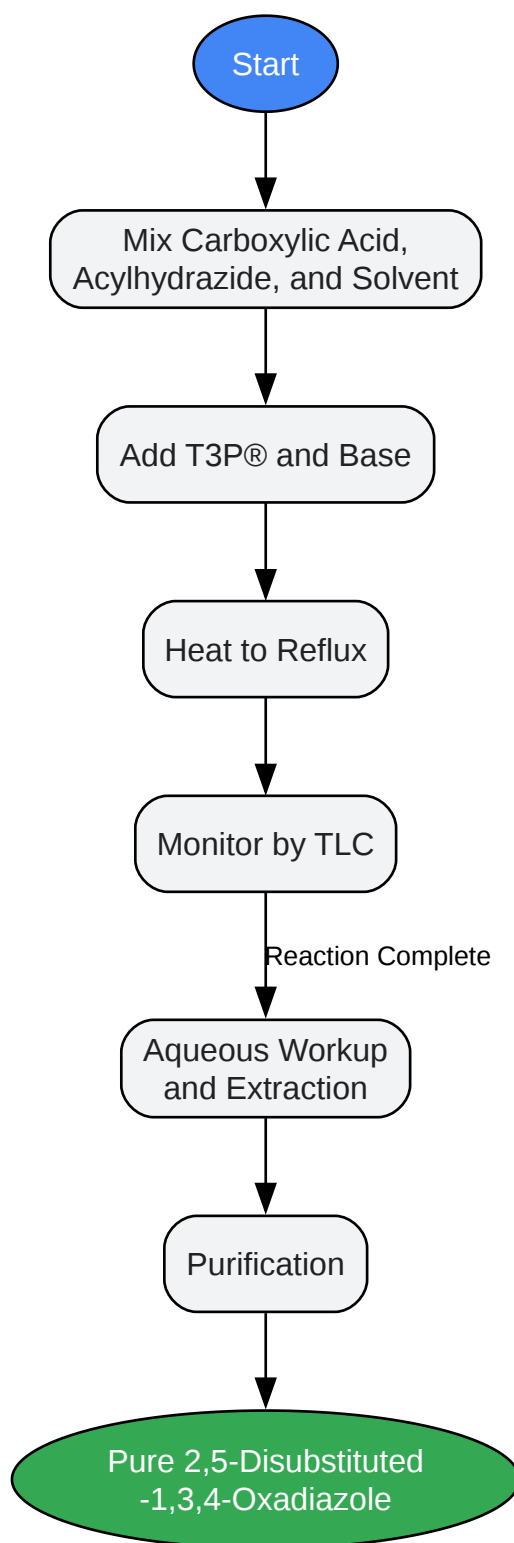 Start
Mix Carboxylic Acid,
Acylhydrazide, and Solvent
Add T3P® and Base
Heat to Reflux
Monitor by TLC
Reaction Complete
Aqueous Workup
and Extraction
Purification
Pure 2,5-Disubstituted
-1,3,4-Oxadiazole